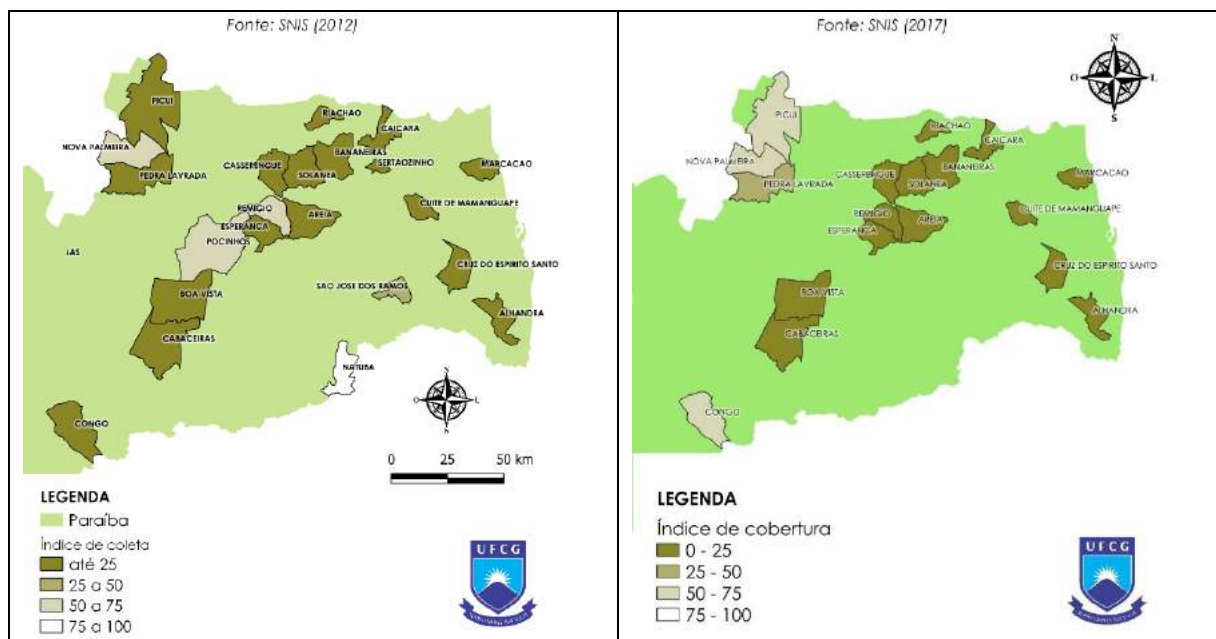 Fonte: SNIS (2012)
PICUI
NOVA PALMEIRA
PEDRA LAVRADA
RIACHAO
CAICARA
BANANEIRAS
SERTAOZINHO
CASSERENGUE
SOLANEA
MARCACAO
REMIGIO
ESPERANCA
AREIA
CUITE DE MAMANGUAPE
POCINHOS
CRUZ DO ESPIRITO SANTO
SAO JOSE DOS RAMOS
BOA VISTA
ALHANDRA
CABACEIRAS
NATUBA
CONGO
N
O L
S
0 25 50 km
LEGENDA
Paraíba
Índice de coleta
até 25
25 a 50
50 a 75
75 a 100
UFCG
Fonte: SNIS (2017)
N
O L
S
PICUI
NOVA PALMEIRA
PEDRA LAVRADA
RIACHAO
CAICARA
BANANEIRAS
CASSERENGUE
SOLANEA
MARCACAO
REMIGIO
AREIA
ESPERANCA
CUITE DE MAMANGUAPE
CRUZ DO ESPIRITO SANTO
BOA VISTA
ALHANDRA
CABACEIRAS
CONGO
LEGENDA
Índice de cobertura
0 - 25
25 - 50
50 - 75
75 - 100
UFCG